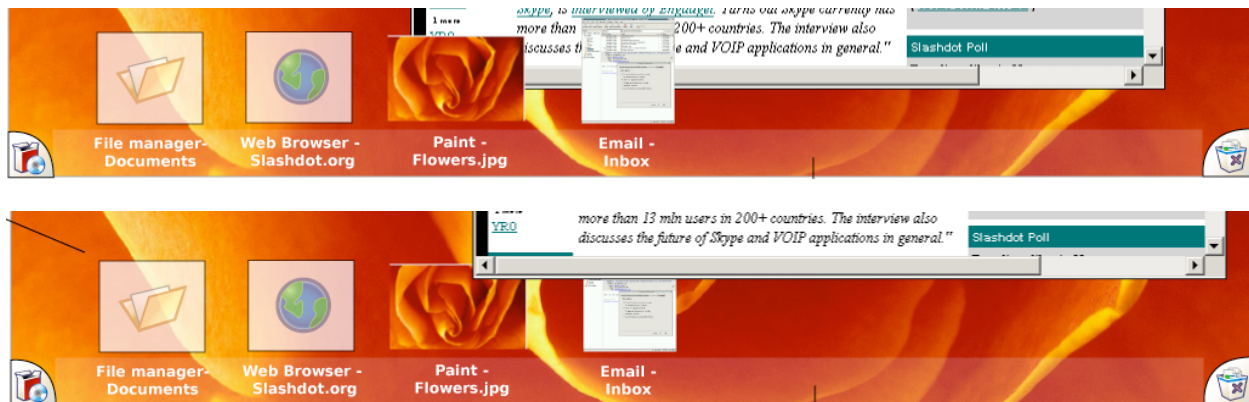 1 more
Skype, is interviewed by Engadget. Turns out Skype currently has
more than 200+ countries. The interview also
YRO
discusses th e and VOIP applications in general."
Slashdot Poll
File manager-
Documents
Web Browser -
Slashdot.org
Paint -
Flowers.jpg
Email -
Inbox
more than 13 mln users in 200+ countries. The interview also
YRO
discusses the future of Skype and VOIP applications in general."
Slashdot Poll
File manager-
Documents
Web Browser -
Slashdot.org
Paint -
Flowers.jpg
Email -
Inbox